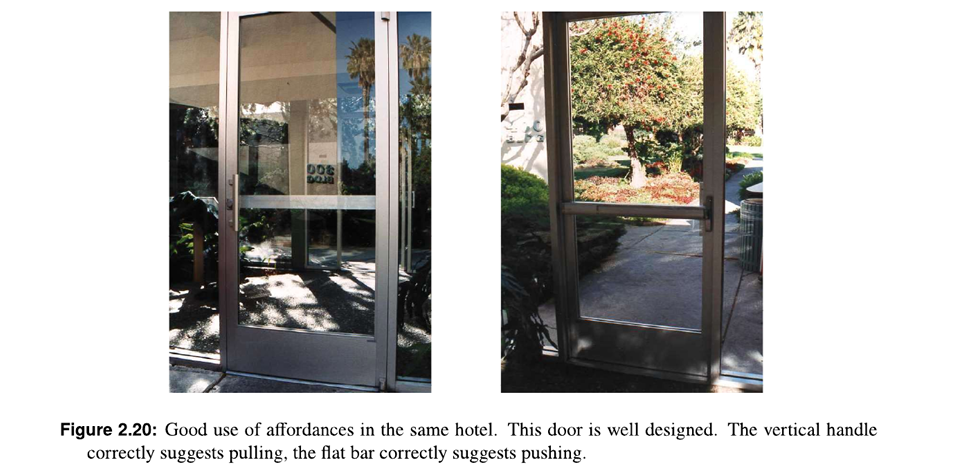 Figure 2.20: Good use of affordances in the same hotel. This door is well designed. The vertical handle
correctly suggests pulling, the flat bar correctly suggests pushing.